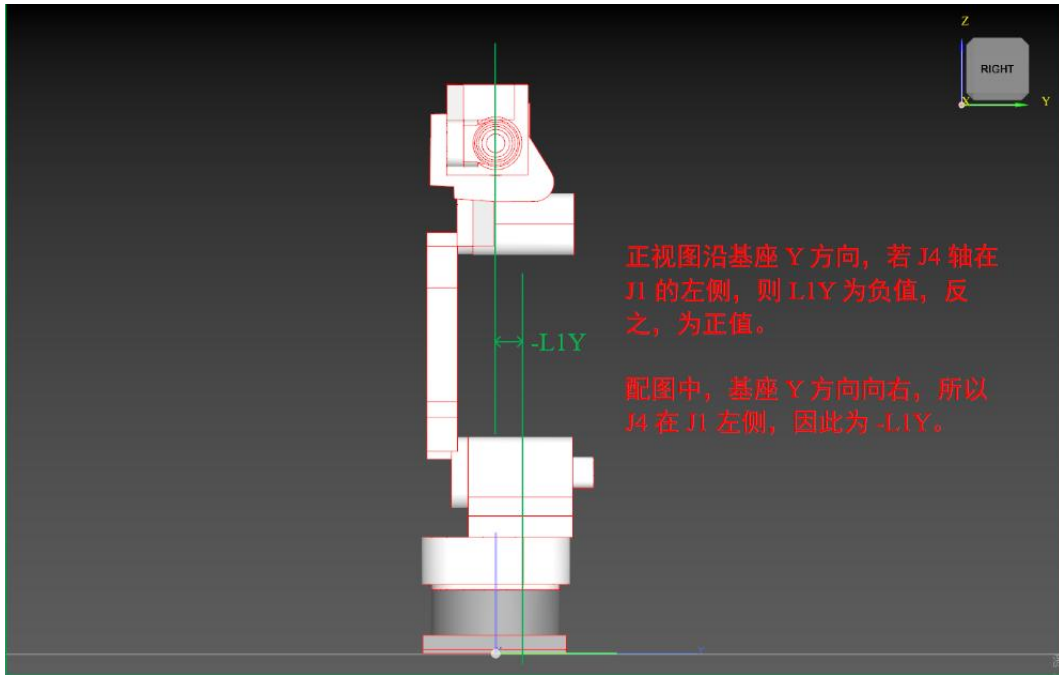 Z
RIGHT
X
Y
正视图沿基座 Y 方向，若 J4 轴在
J1 的左侧，则 L1Y 为负值，反
之，为正值。
-L1Y
配图中，基座 Y 方向向右，所以
J4 在 J1 左侧，因此为 -L1Y。